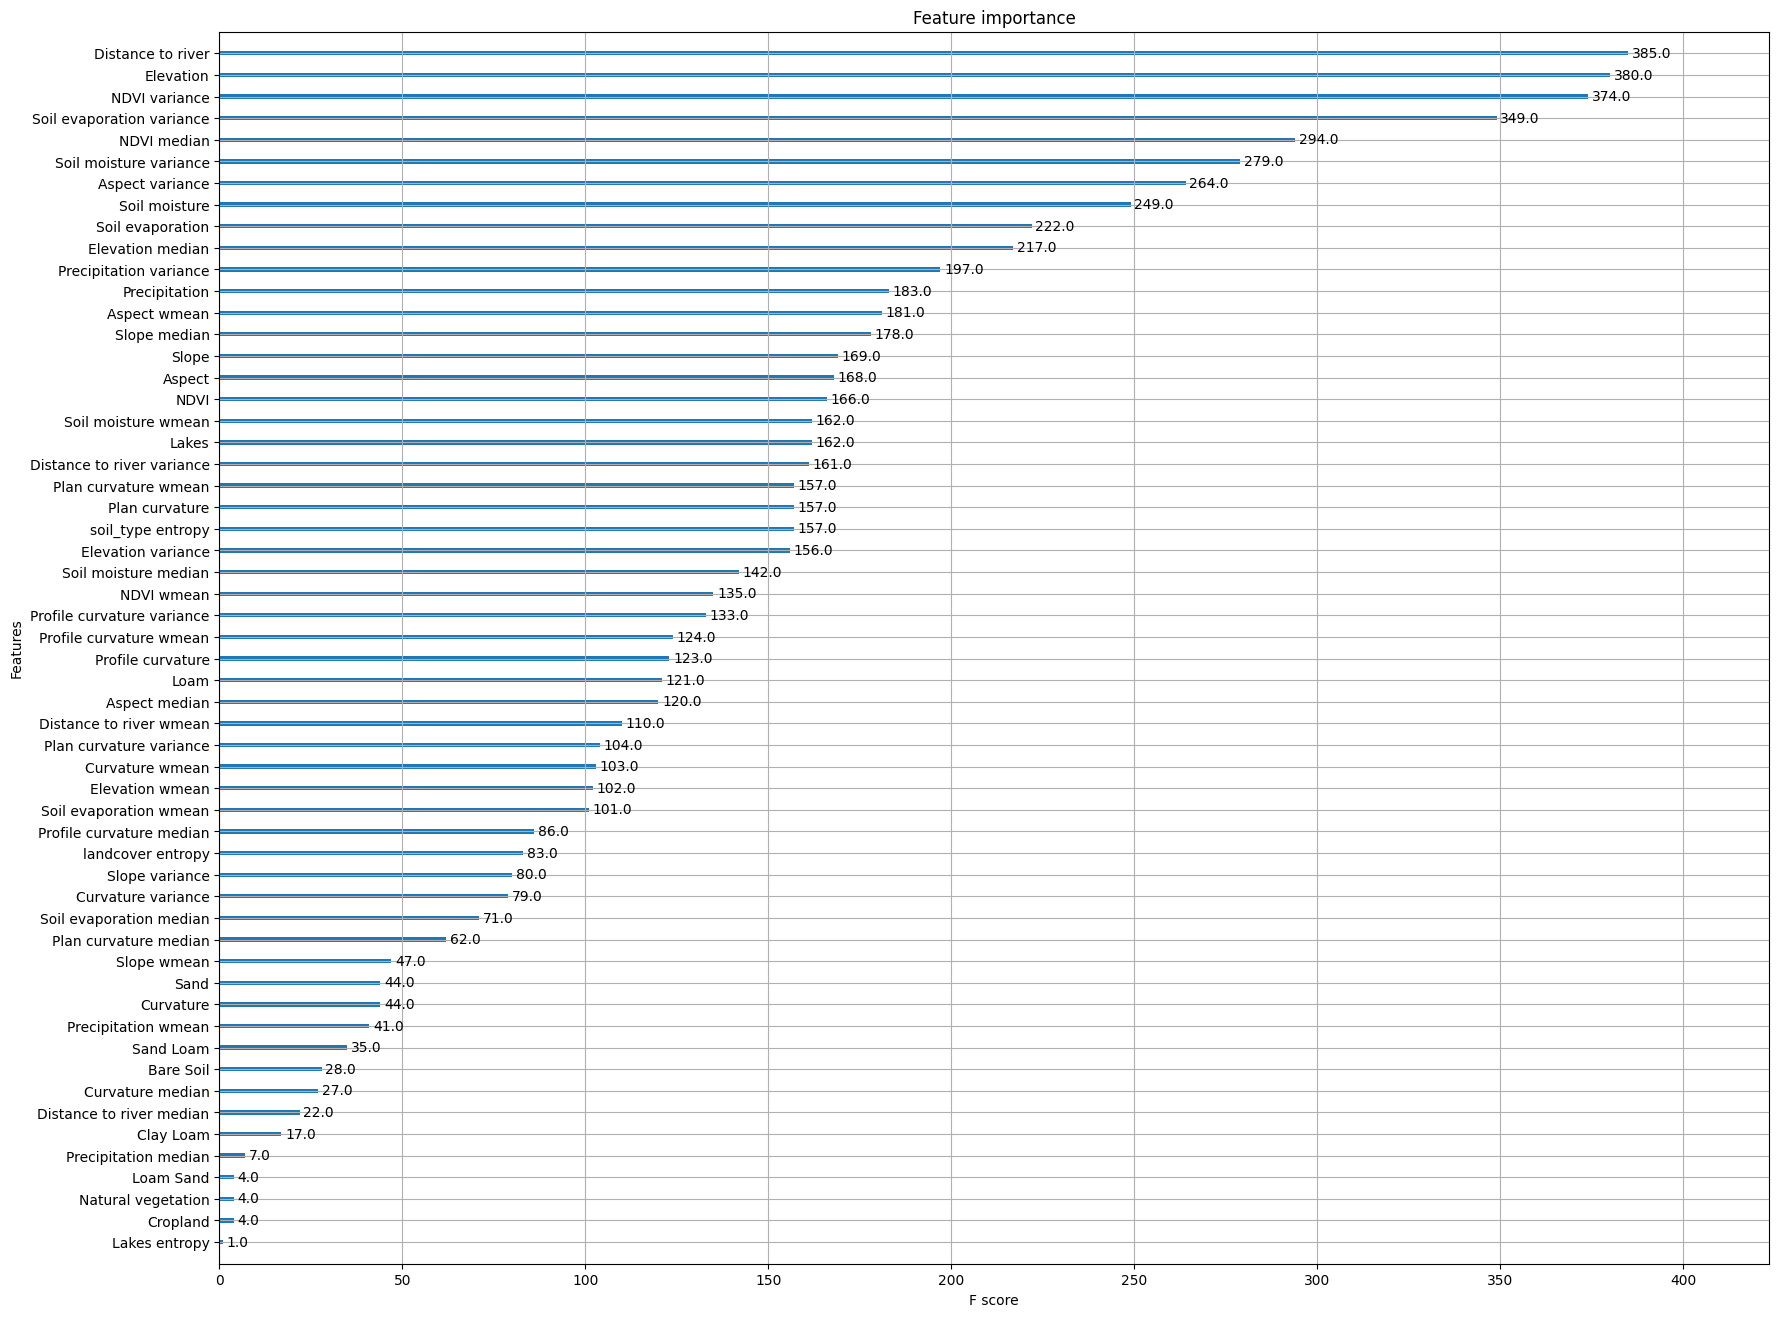 Feature importance
Features
Distance to river 385.0
Elevation 380.0
NDVI variance 374.0
Soil evaporation variance 349.0
NDVI median 294.0
Soil moisture variance 279.0
Aspect variance 264.0
Soil moisture 249.0
Soil evaporation 222.0
Elevation median 217.0
Precipitation variance 197.0
Precipitation 183.0
Aspect wmean 181.0
Slope median 178.0
Slope 169.0
Aspect 168.0
NDVI 166.0
Soil moisture wmean 162.0
Lakes 162.0
Distance to river variance 161.0
Plan curvature wmean 157.0
Plan curvature 157.0
soil_type entropy 157.0
Elevation variance 156.0
Soil moisture median 142.0
NDVI wmean 135.0
Profile curvature variance 133.0
Profile curvature wmean 124.0
Profile curvature 123.0
Loam 121.0
Aspect median 120.0
Distance to river wmean 110.0
Plan curvature variance 104.0
Curvature wmean 103.0
Elevation wmean 102.0
Soil evaporation wmean 101.0
Profile curvature median 86.0
landcover entropy 83.0
Slope variance 80.0
Curvature variance 79.0
Soil evaporation median 71.0
Plan curvature median 62.0
Slope wmean 47.0
Sand 44.0
Curvature 44.0
Precipitation wmean 41.0
Sand Loam 35.0
Bare Soil 28.0
Curvature median 27.0
Distance to river median 22.0
Clay Loam 17.0
Precipitation median 7.0
Loam Sand 4.0
Natural vegetation 4.0
Cropland 4.0
Lakes entropy 1.0
0 50 100 150 200 250 300 350 400
F score